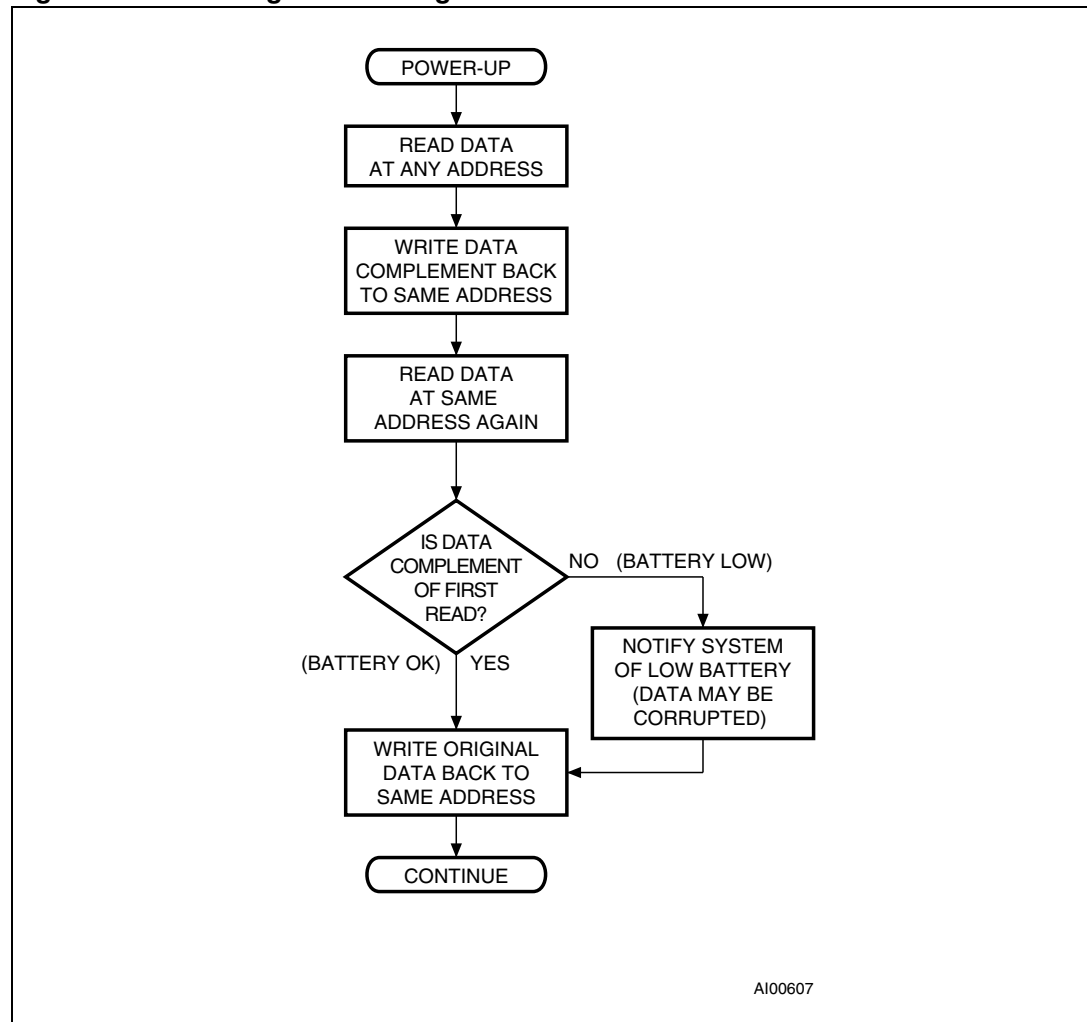 POWER-UP
READ DATA
AT ANY ADDRESS
WRITE DATA
COMPLEMENT BACK
TO SAME ADDRESS
READ DATA
AT SAME
ADDRESS AGAIN
IS DATA
COMPLEMENT
OF FIRST
READ?
NO (BATTERY LOW)
NOTIFY SYSTEM
OF LOW BATTERY
(DATA MAY BE
CORRUPTED)
(BATTERY OK) YES
WRITE ORIGINAL
DATA BACK TO
SAME ADDRESS
CONTINUE
AI00607